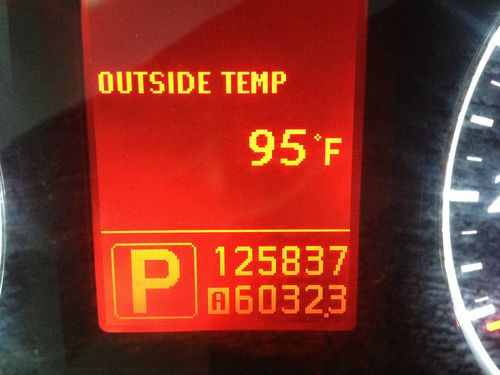 OUTSIDE TEMP
95°F
P 125837
A 6032.3